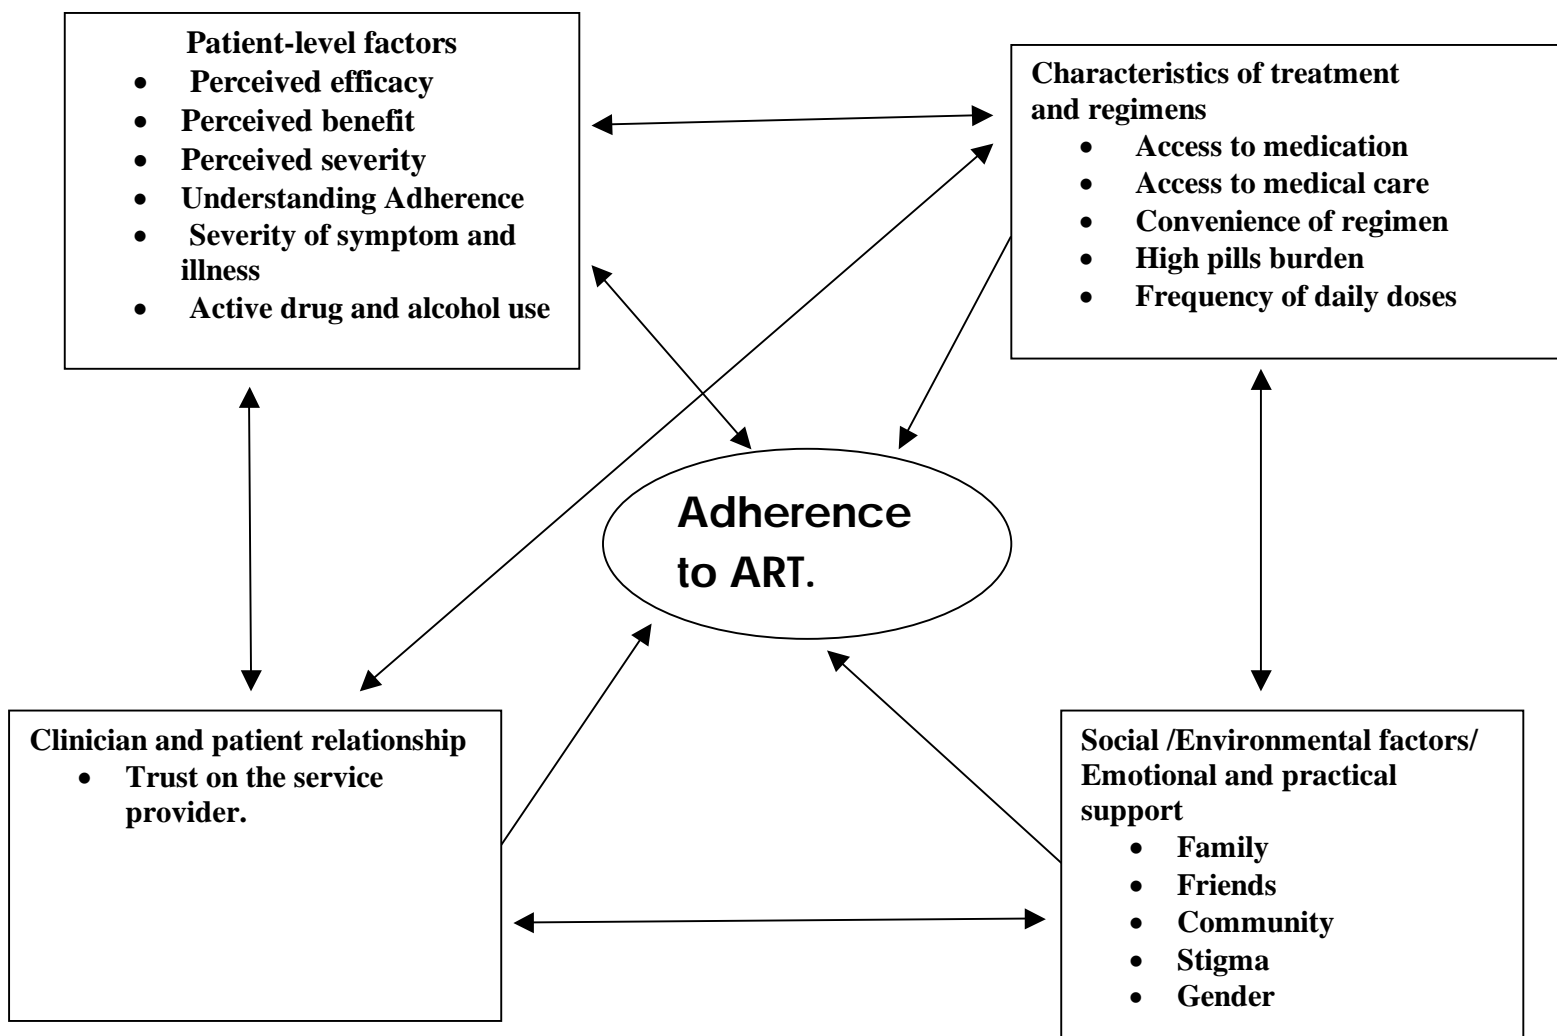 Patient-level factors
• Perceived efficacy
• Perceived benefit
• Perceived severity
• Understanding Adherence
• Severity of symptom and
illness
• Active drug and alcohol use
Characteristics of treatment
and regimens
• Access to medication
• Access to medical care
• Convenience of regimen
• High pills burden
• Frequency of daily doses
Adherence
to ART.
Clinician and patient relationship
• Trust on the service
provider.
Social /Environmental factors/
Emotional and practical
support
• Family
• Friends
• Community
• Stigma
• Gender